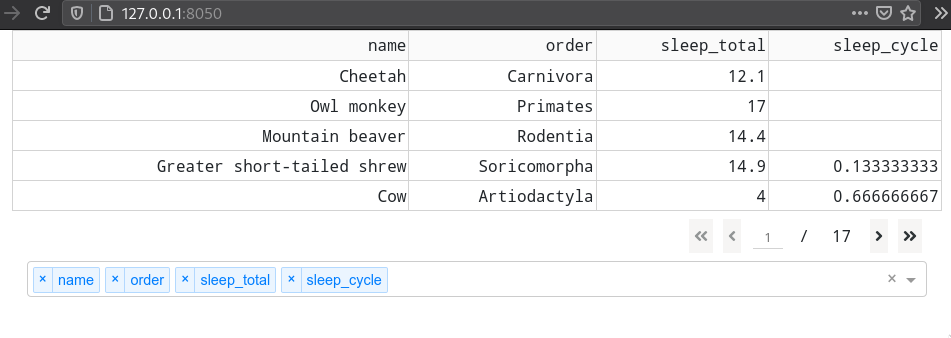 127.0.0.1:8050
name order sleep_total sleep_cycle
Cheetah Carnivora 12.1
Owl monkey Primates 17
Mountain beaver Rodentia 14.4
Greater short-tailed shrew Soricomorpha 14.9 0.133333333
Cow Artiodactyla 4 0.666666667
« < 1 / 17 > »
× name × order × sleep_total × sleep_cycle ×